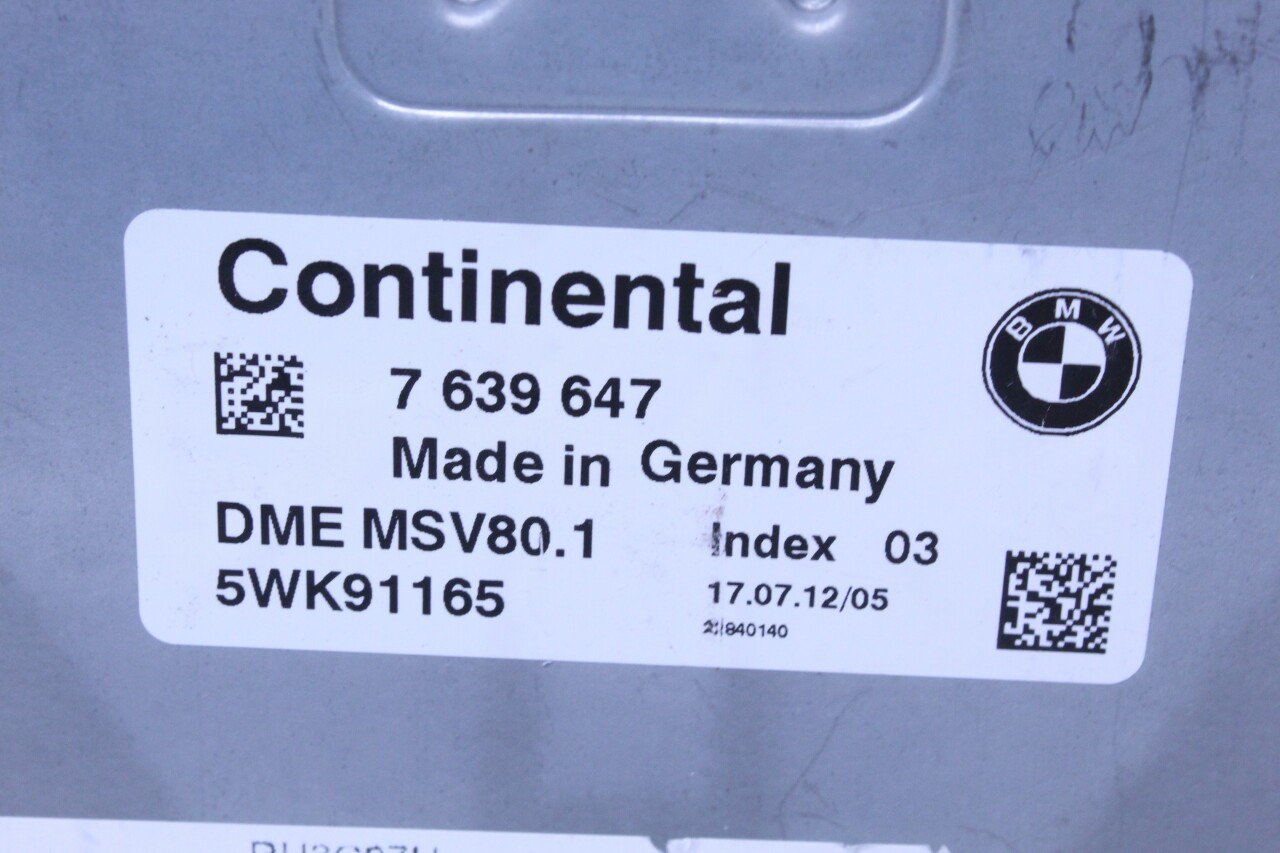 Continental
BMW
7 639 647
Made in Germany
DME MSV80.1 Index 03
5WK91165 17.07.12/05